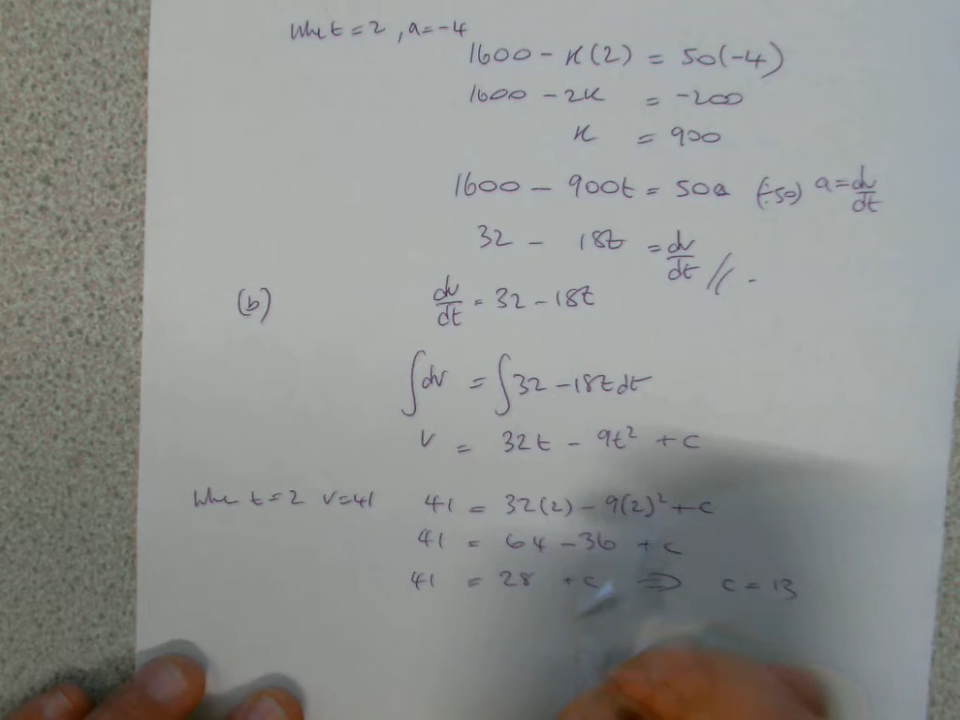 Whe t = 2 , a = -4
1600 - K(2) = 50(-4)
1600 - 2K = -200
K = 900
1600 - 900t = 50a (÷50) a = dv/dt
32 - 18t = dv/dt //.
(b) dv/dt = 32 - 18t
∫dv = ∫32 - 18t dt
V = 32t - 9t² + c
Whe t = 2 V = 41 41 = 32(2) - 9(2)² + c
41 = 64 - 36 + c
41 = 28 + c ⇒ c = 13